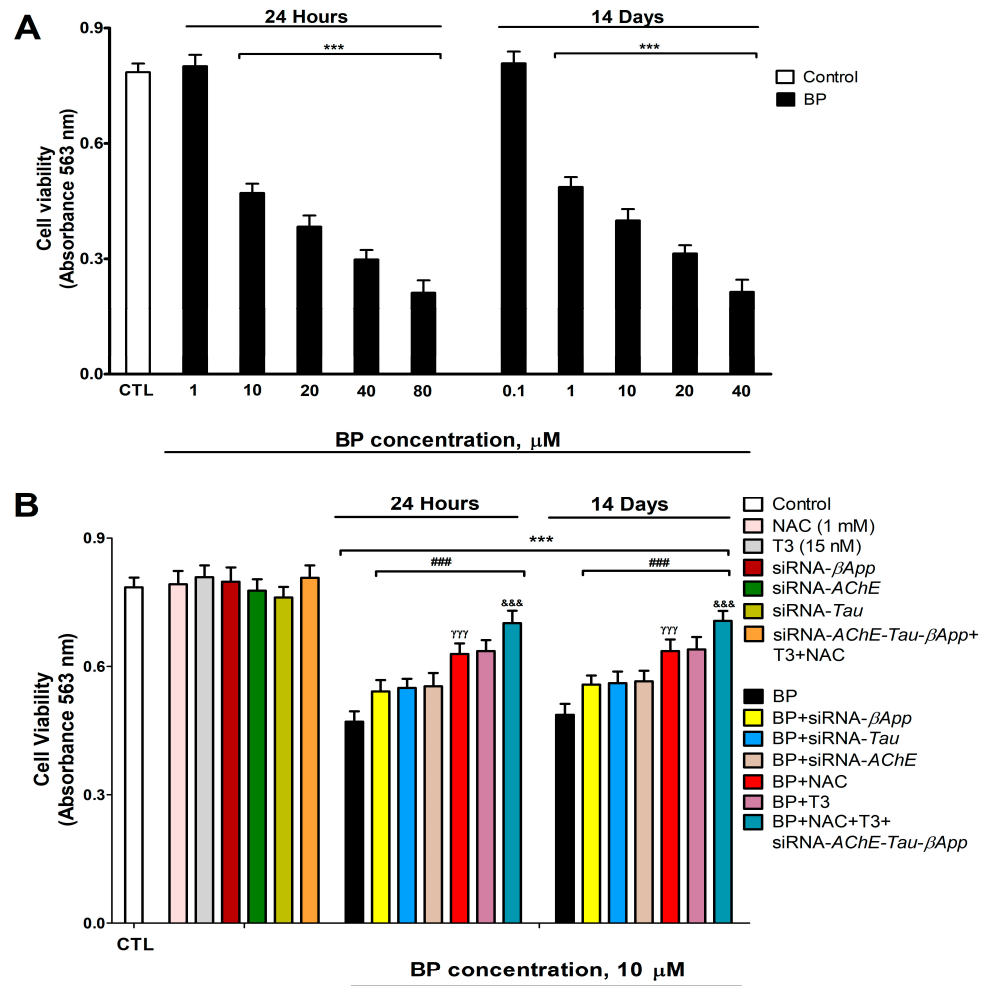 A
24 Hours
14 Days
***
***
0.9
0.6
0.3
0.0
Cell viability
(Absorbance 563 nm)
Control
BP
CTL 1 10 20 40 80 0.1 1 10 20 40
BP concentration, μM
B
24 Hours
14 Days
***
###
###
&&&
&&&
γγγ
γγγ
0.9
0.6
0.3
0.0
Cell Viability
(Absorbance 563 nm)
CTL
BP concentration, 10 μM
Control
NAC (1 mM)
T3 (15 nM)
siRNA-βApp
siRNA-AChE
siRNA-Tau
siRNA-AChE-Tau-βApp+
T3+NAC
BP
BP+siRNA-βApp
BP+siRNA-Tau
BP+siRNA-AChE
BP+NAC
BP+T3
BP+NAC+T3+
siRNA-AChE-Tau-βApp